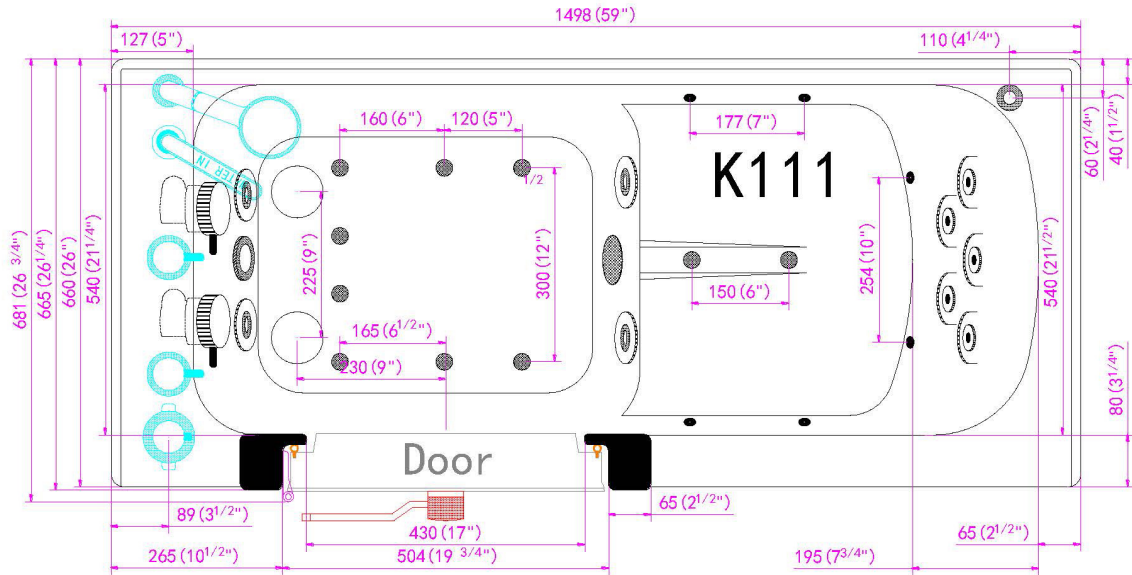 1498 (59")
127 (5")
110 (4 1/4")
160 (6")
120 (5")
177 (7")
1/2
K111
681 (26 3/4")
665 (26 1/4")
660 (26")
540 (21 1/4")
225 (9")
300 (12")
254 (10")
60 (2 1/4")
40 (1 1/2")
540 (21 1/2")
150 (6")
165 (6 1/2")
230 (9")
80 (3 1/4")
Door
89 (3 1/2")
65 (2 1/2")
430 (17")
265 (10 1/2")
504 (19 3/4")
195 (7 3/4")
65 (2 1/2")